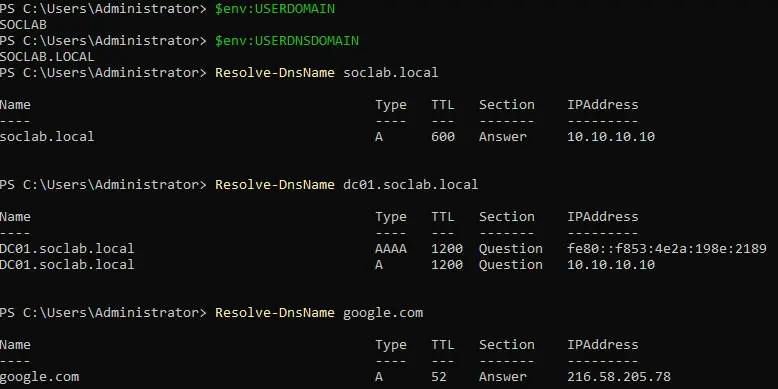 PS C:\Users\Administrator> $env:USERDOMAIN
SOCLAB
PS C:\Users\Administrator> $env:USERDNSDOMAIN
SOCLAB.LOCAL
PS C:\Users\Administrator> Resolve-DnsName soclab.local
Name Type TTL Section IPAddress
---- ---- --- ------- ---------
soclab.local A 600 Answer 10.10.10.10
PS C:\Users\Administrator> Resolve-DnsName dc01.soclab.local
Name Type TTL Section IPAddress
---- ---- --- ------- ---------
DC01.soclab.local AAAA 1200 Question fe80::f853:4e2a:198e:2189
DC01.soclab.local A 1200 Question 10.10.10.10
PS C:\Users\Administrator> Resolve-DnsName google.com
Name Type TTL Section IPAddress
---- ---- --- ------- ---------
google.com A 52 Answer 216.58.205.78